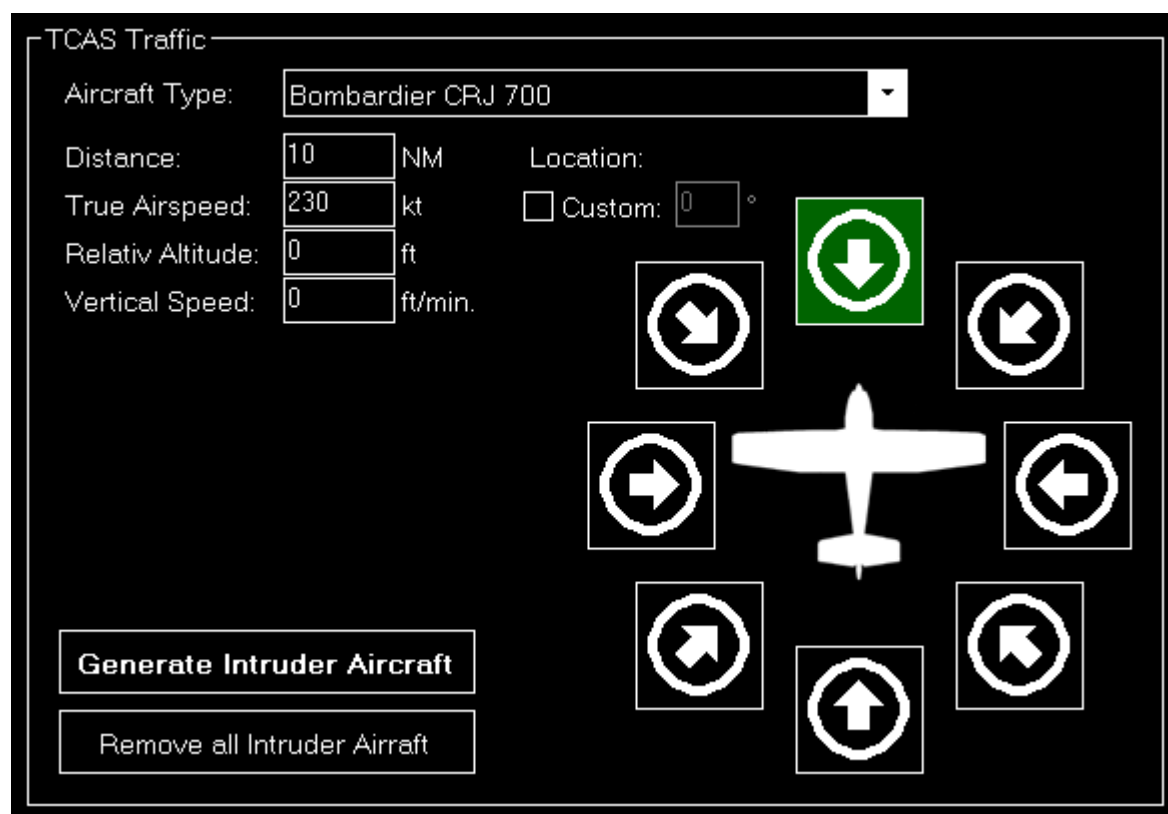 TCAS Traffic
Aircraft Type: Bombardier CRJ 700
Distance: 10 NM Location:
True Airspeed: 230 kt Custom: 0 °
Relativ Altitude: 0 ft
Vertical Speed: 0 ft/min.
Generate Intruder Aircraft
Remove all Intruder Airraft